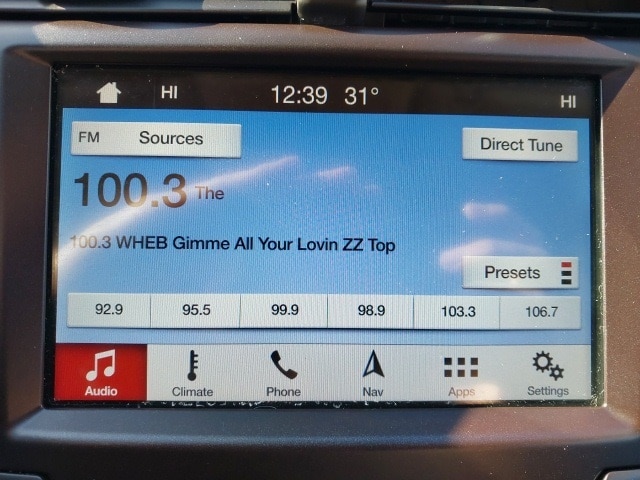 HI 12:39 31° HI
FM Sources
Direct Tune
100.3 The
100.3 WHEB Gimme All Your Lovin ZZ Top
Presets
92.9 95.5 99.9 98.9 103.3 106.7
Audio Climate Phone Nav Apps Settings